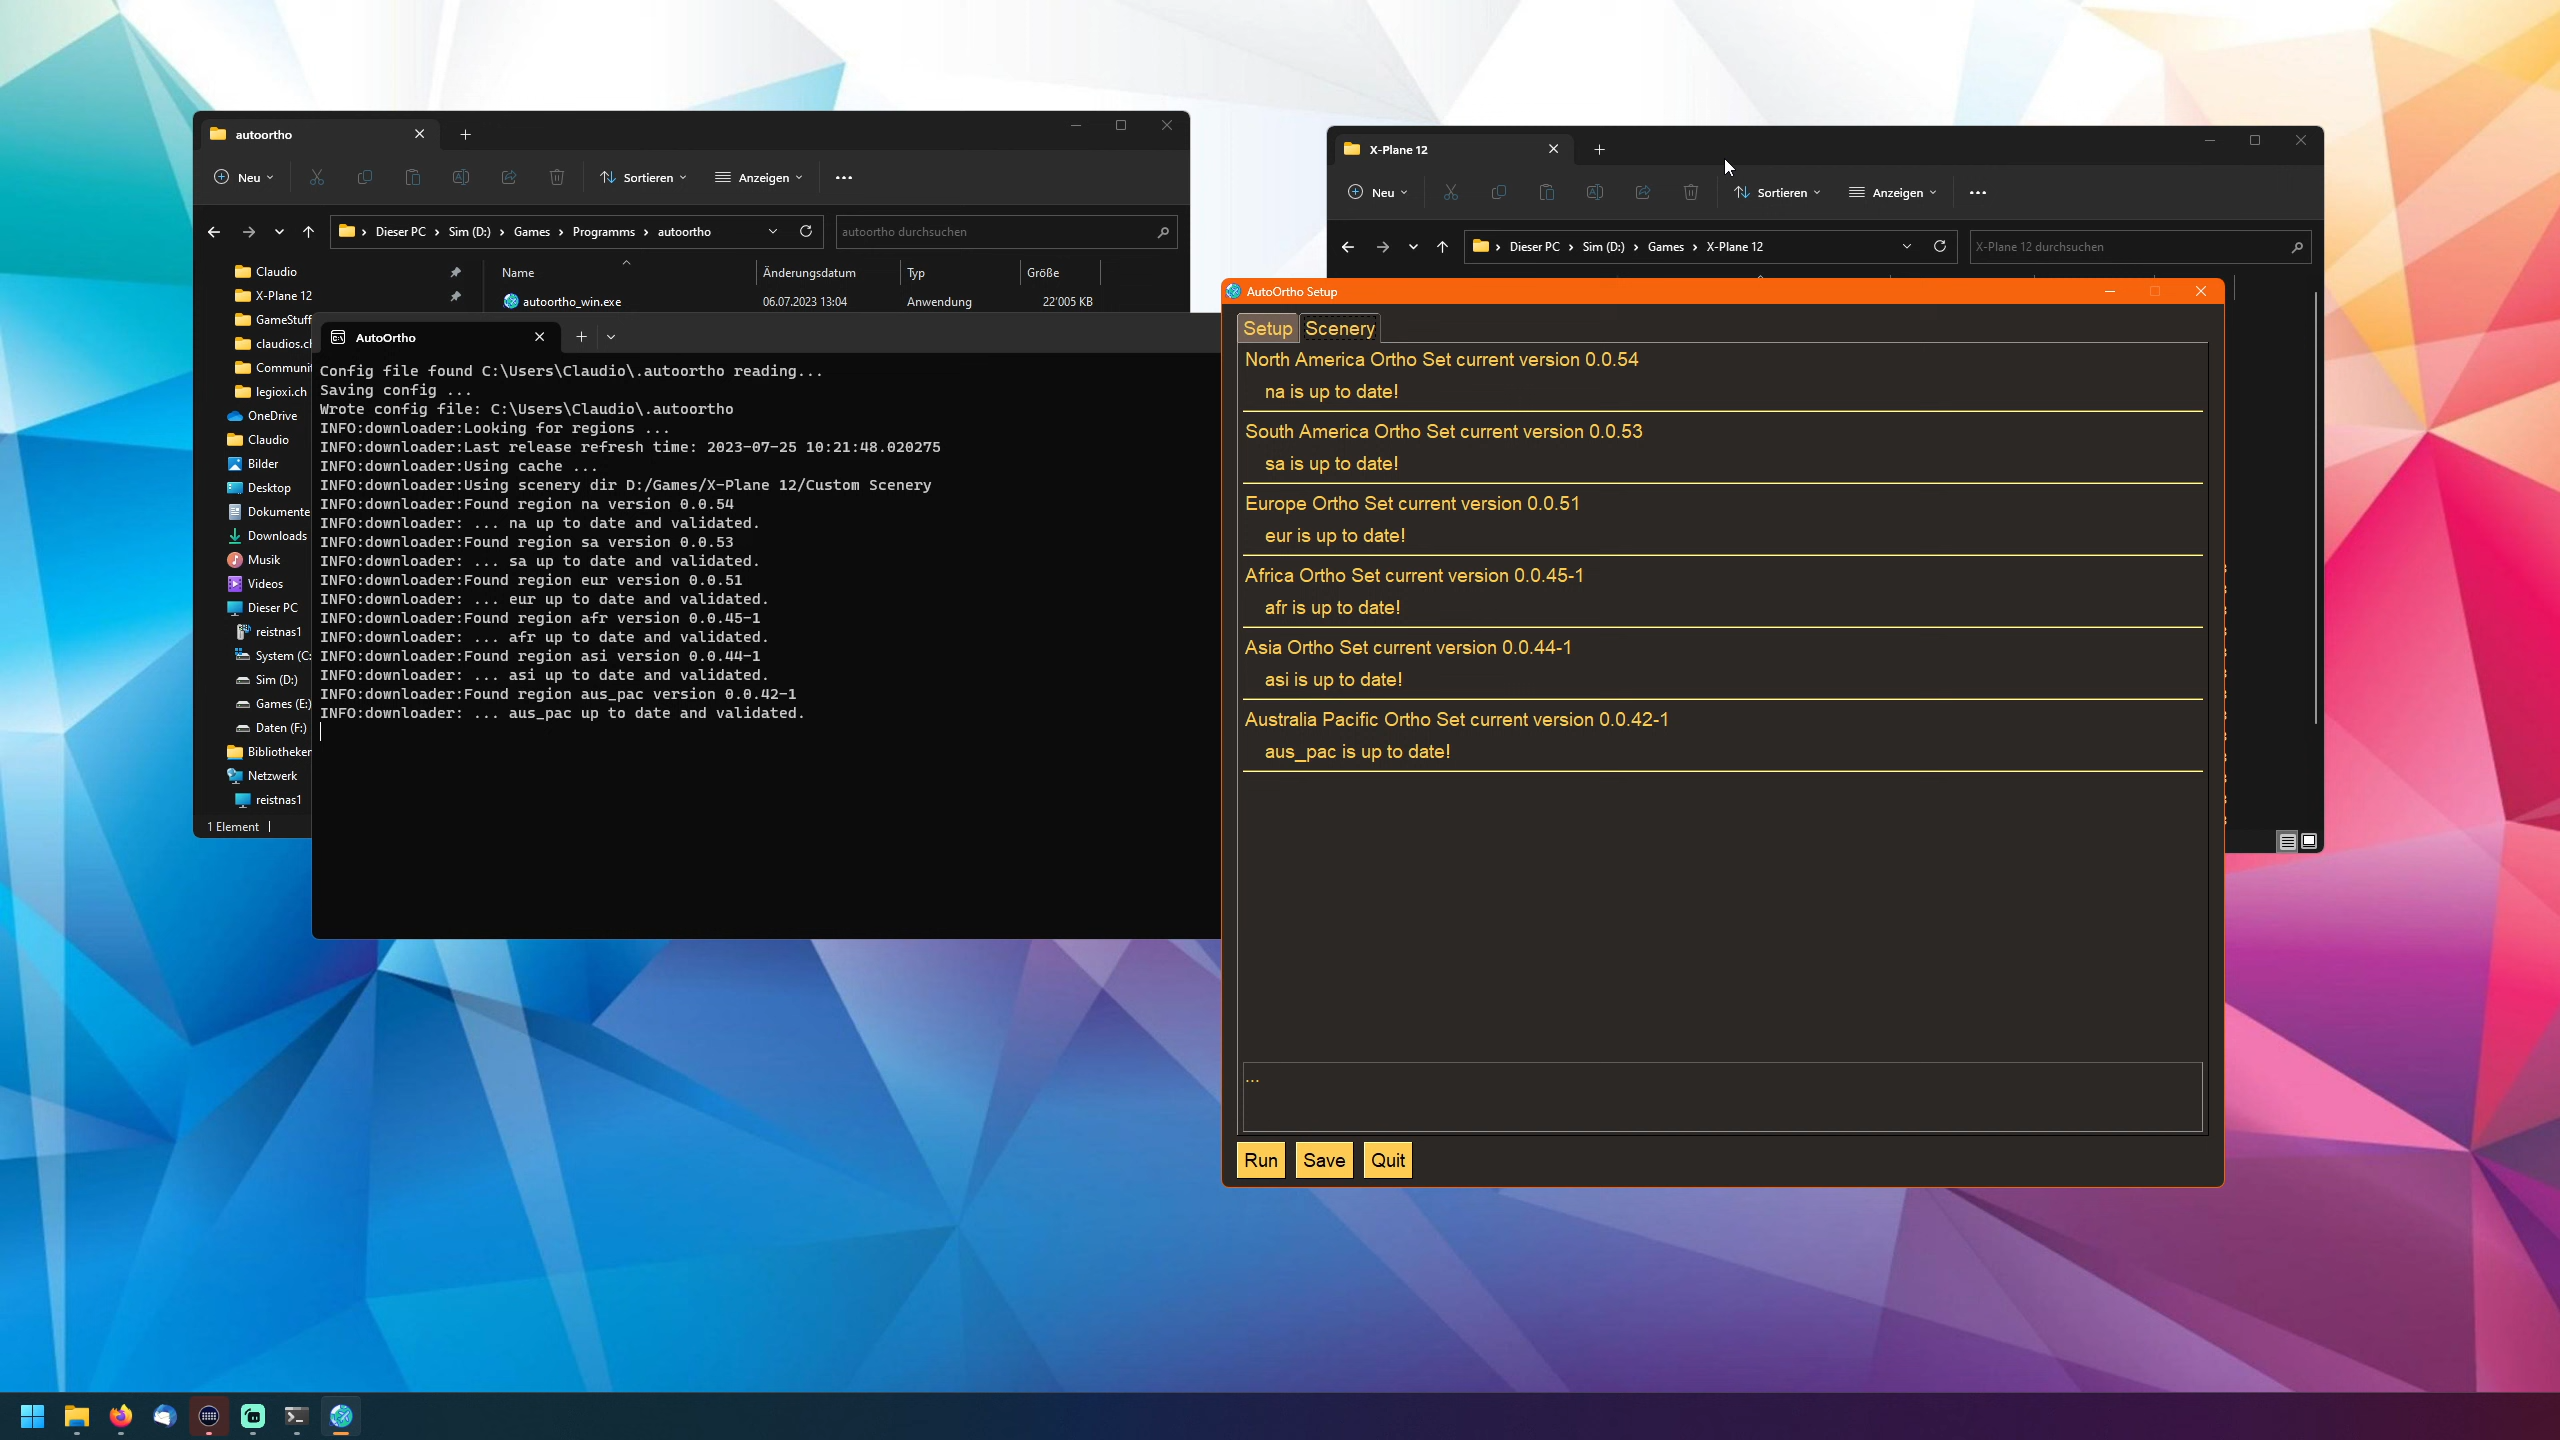 autoortho
Neu
Sortieren
Anzeigen
Dieser PC
Sim (D:)
Games
Programms
autoortho
autoortho durchsuchen
Name
Änderungsdatum
Typ
Größe
autoortho_win.exe
06.07.2023 13:04
Anwendung
22'005 KB
Claudio
X-Plane 12
GameStuff
claudios.cl
Communi
legioxi.ch
OneDrive
Claudio
Bilder
Desktop
Dokumente
Downloads
Musik
Videos
Dieser PC
reistnas1
System (C:
Sim (D:)
Games (E:)
Daten (F:)
Bibliotheker
Netzwerk
reistnas1
1 Element
AutoOrtho
Config file found C:\Users\Claudio\.autoortho reading...
Saving config ...
Wrote config file: C:\Users\Claudio\.autoortho
INFO:downloader:Looking for regions ...
INFO:downloader:Last release refresh time: 2023-07-25 10:21:48.020275
INFO:downloader:Using cache ...
INFO:downloader:Using scenery dir D:/Games/X-Plane 12/Custom Scenery
INFO:downloader:Found region na version 0.0.54
INFO:downloader: ... na up to date and validated.
INFO:downloader:Found region sa version 0.0.53
INFO:downloader: ... sa up to date and validated.
INFO:downloader:Found region eur version 0.0.51
INFO:downloader: ... eur up to date and validated.
INFO:downloader:Found region afr version 0.0.45-1
INFO:downloader: ... afr up to date and validated.
INFO:downloader:Found region asi version 0.0.44-1
INFO:downloader: ... asi up to date and validated.
INFO:downloader:Found region aus_pac version 0.0.42-1
INFO:downloader: ... aus_pac up to date and validated.
X-Plane 12
Neu
Sortieren
Anzeigen
Dieser PC
Sim (D:)
Games
X-Plane 12
X-Plane 12 durchsuchen
AutoOrtho Setup
Setup
Scenery
North America Ortho Set current version 0.0.54
na is up to date!
South America Ortho Set current version 0.0.53
sa is up to date!
Europe Ortho Set current version 0.0.51
eur is up to date!
Africa Ortho Set current version 0.0.45-1
afr is up to date!
Asia Ortho Set current version 0.0.44-1
asi is up to date!
Australia Pacific Ortho Set current version 0.0.42-1
aus_pac is up to date!
...
Run
Save
Quit